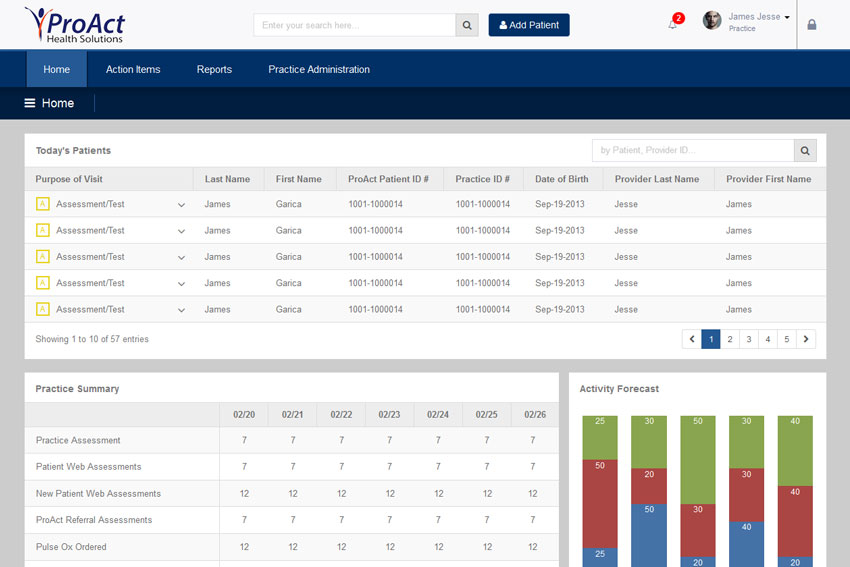 ProAct
Health Solutions
Enter your search here...
Add Patient
2
James Jesse
Practice
Home Action Items Reports Practice Administration
Home
Today's Patients
by Patient, Provider ID...
Purpose of Visit Last Name First Name ProAct Patient ID # Practice ID # Date of Birth Provider Last Name Provider First Name
A Assessment/Test James Garica 1001-1000014 1001-1000014 Sep-19-2013 Jesse James
A Assessment/Test James Garica 1001-1000014 1001-1000014 Sep-19-2013 Jesse James
A Assessment/Test James Garica 1001-1000014 1001-1000014 Sep-19-2013 Jesse James
A Assessment/Test James Garica 1001-1000014 1001-1000014 Sep-19-2013 Jesse James
A Assessment/Test James Garica 1001-1000014 1001-1000014 Sep-19-2013 Jesse James
Showing 1 to 10 of 57 entries
1 2 3 4 5
Practice Summary
02/20 02/21 02/22 02/23 02/24 02/25 02/26
Practice Assessment 7 7 7 7 7 7 7
Patient Web Assessments 7 7 7 7 7 7 7
New Patient Web Assessments 12 12 12 12 12 12 12
ProAct Referral Assessments 7 7 7 7 7 7 7
Pulse Ox Ordered 12 12 12 12 12 12 12
Activity Forecast
25 30 50 30 40
50 20 30 30 40
25 50 20 40 20